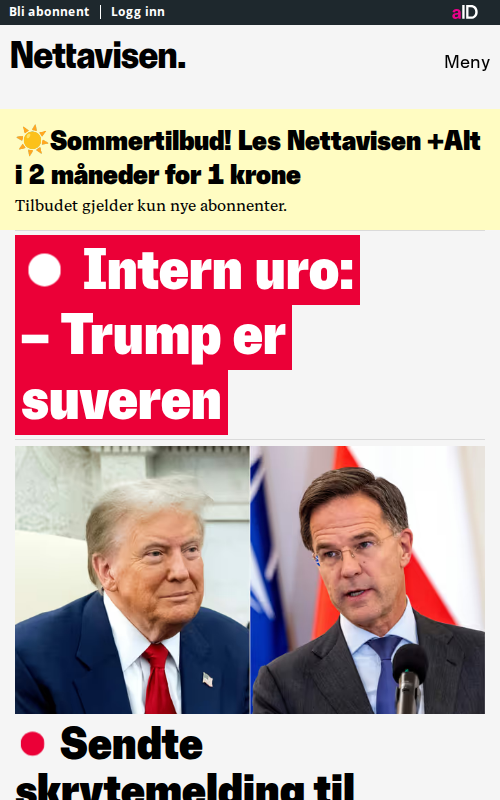 Bli abonnent | Logg inn
aID
Nettavisen.
Meny
☀️Sommertilbud! Les Nettavisen +Alt
i 2 måneder for 1 krone
Tilbudet gjelder kun nye abonnenter.
Intern uro:
– Trump er
suveren
Sendte
skrytemelding til